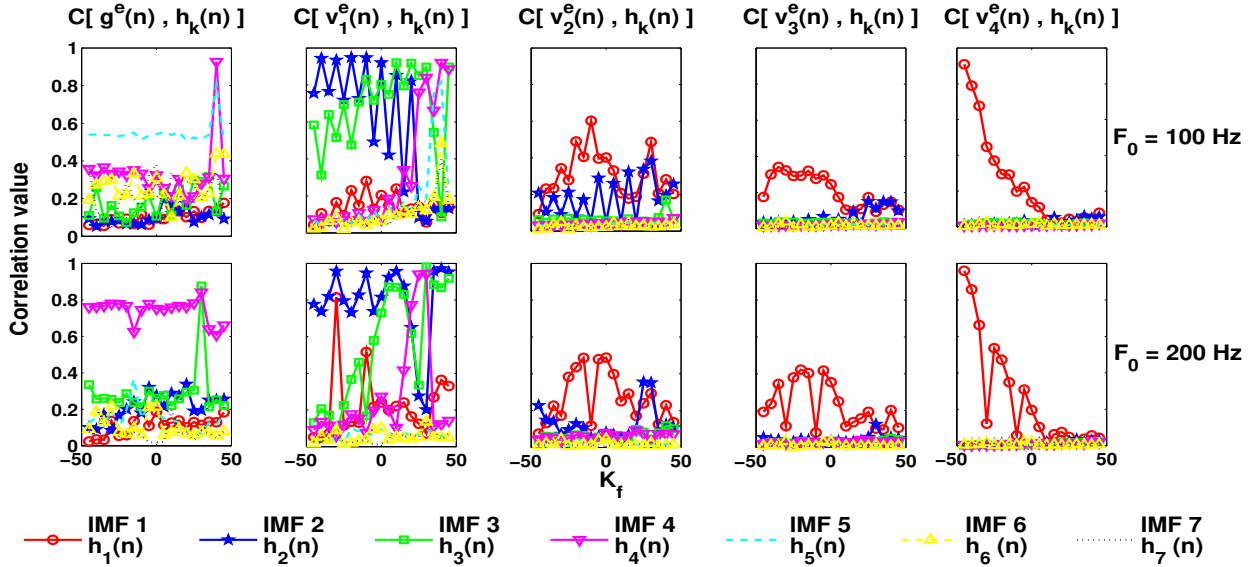 C[ g^e(n) , h_k(n) ] C[ v_1^e(n) , h_k(n) ] C[ v_2^e(n) , h_k(n) ] C[ v_3^e(n) , h_k(n) ] C[ v_4^e(n) , h_k(n) ]
1
0.8
0.6
0.4
0.2
0
Correlation value
F_0 = 100 Hz
1
0.8
0.6
0.4
0.2
0
Correlation value
F_0 = 200 Hz
−50 0 50 −50 0 50 −50 0 50 −50 0 50 −50 0 50
K_f
IMF 1 IMF 2 IMF 3 IMF 4 IMF 5 IMF 6 IMF 7
h_1(n) h_2(n) h_3(n) h_4(n) h_5(n) h_6 (n) h_7 (n)